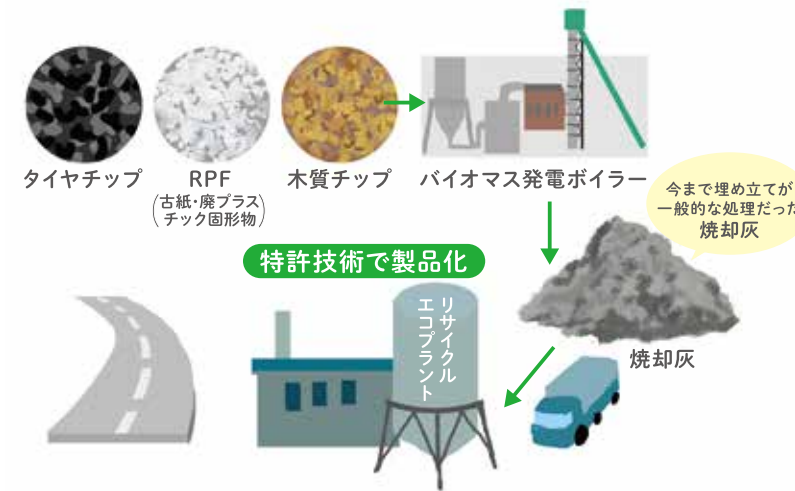 タイヤチップ
RPF
(古紙・廃プラス
チック固形物)
木質チップ
バイオマス発電ボイラー
今まで埋め立てが
一般的な処理だった
焼却灰
焼却灰
特許技術で製品化
リサイクル
エコプラント